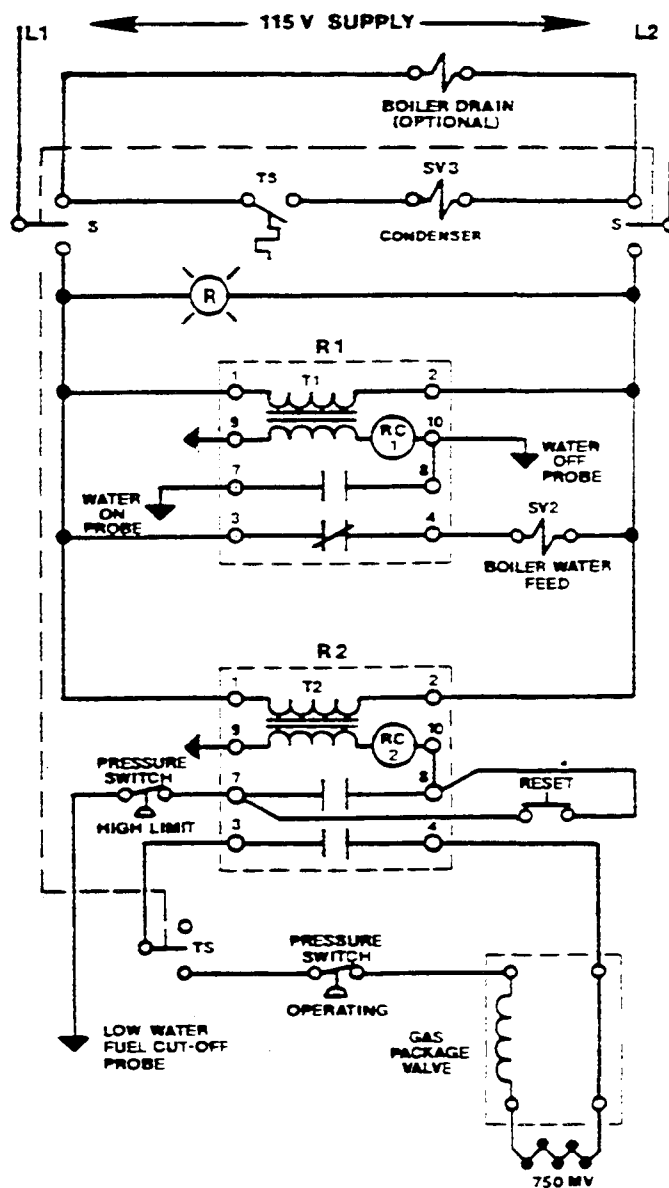 L1
115 V SUPPLY
L2
BOILER DRAIN
(OPTIONAL)
TS
SV3
S
CONDENSER
S
R
R1
1
T1
2
9
RC
1
10
WATER
OFF
PROBE
7
8
WATER
ON
PROBE
3
4
SV2
BOILER WATER
FEED
R2
1
T2
2
9
RC
2
10
PRESSURE
SWITCH
7
8
RESET
HIGH LIMIT
3
4
TS
PRESSURE
SWITCH
OPERATING
LOW WATER
FUEL CUT-OFF
PROBE
GAS
PACKAGE
VALVE
750 MV